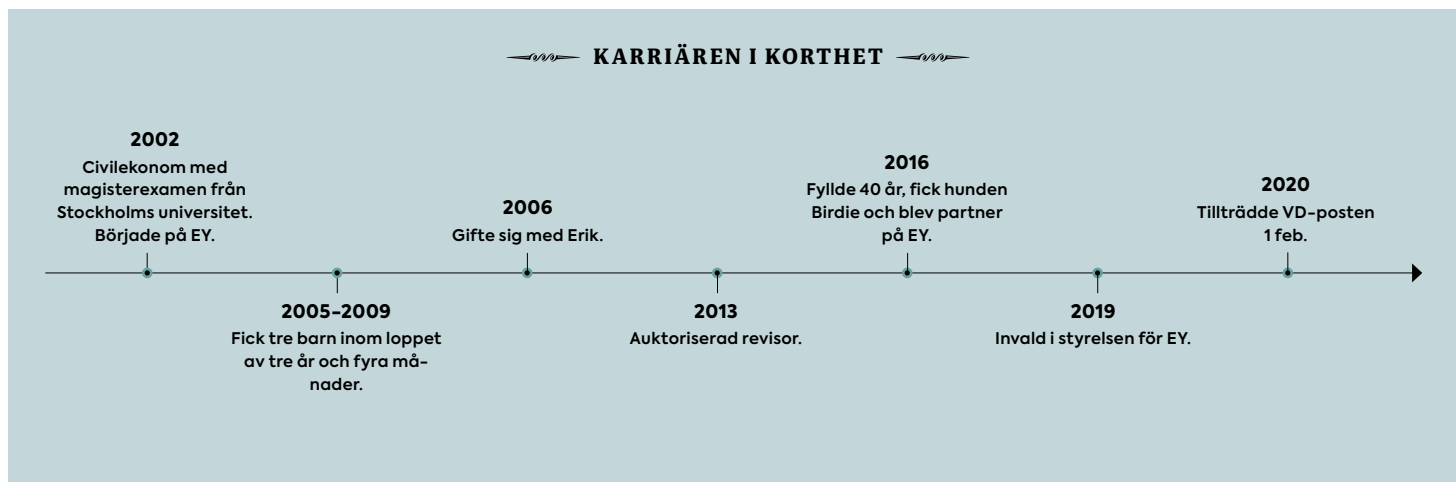 KARRIÄREN I KORTHET
2002
Civilekonom med
magisterexamen från
Stockholms universitet.
Började på EY.
2005–2009
Fick tre barn inom loppet
av tre år och fyra må-
nader.
2006
Gifte sig med Erik.
2013
Auktoriserad revisor.
2016
Fyllde 40 år, fick hunden
Birdie och blev partner
på EY.
2019
Invald i styrelsen för EY.
2020
Tillträdde VD-posten
1 feb.